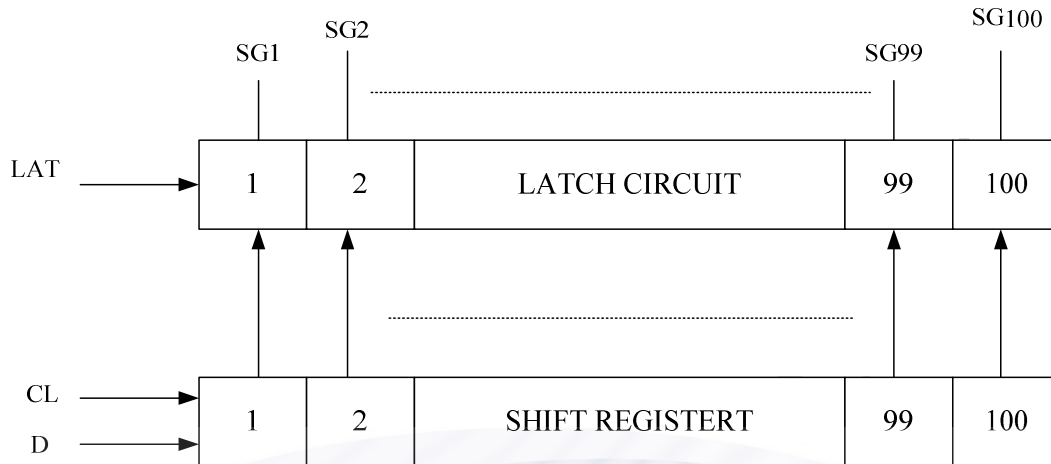 SG1
SG2
SG99
SG100
LAT
1
2
LATCH CIRCUIT
99
100
CL
D
1
2
SHIFT REGISTERT
99
100